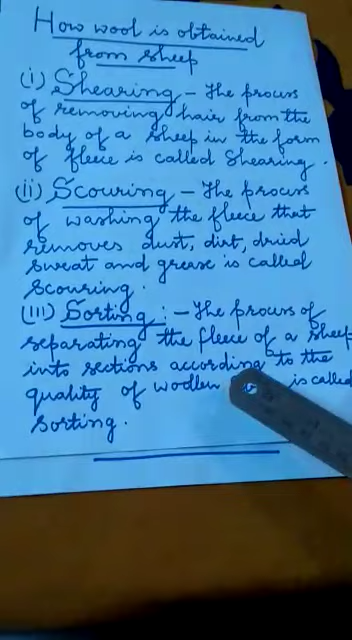 How wool is obtained
from sheep
(i) Shearing - The process
of removing hair from the
body of a sheep in the form
of fleece is called Shearing.
(ii) Scouring - The process
of washing the fleece that
removes dust, dirt, dried
sweat and grease is called
Scouring.
(iii) Sorting :- The process of
separating the fleece of a sheep
into sections according to the
quality of woollen is called
Sorting.